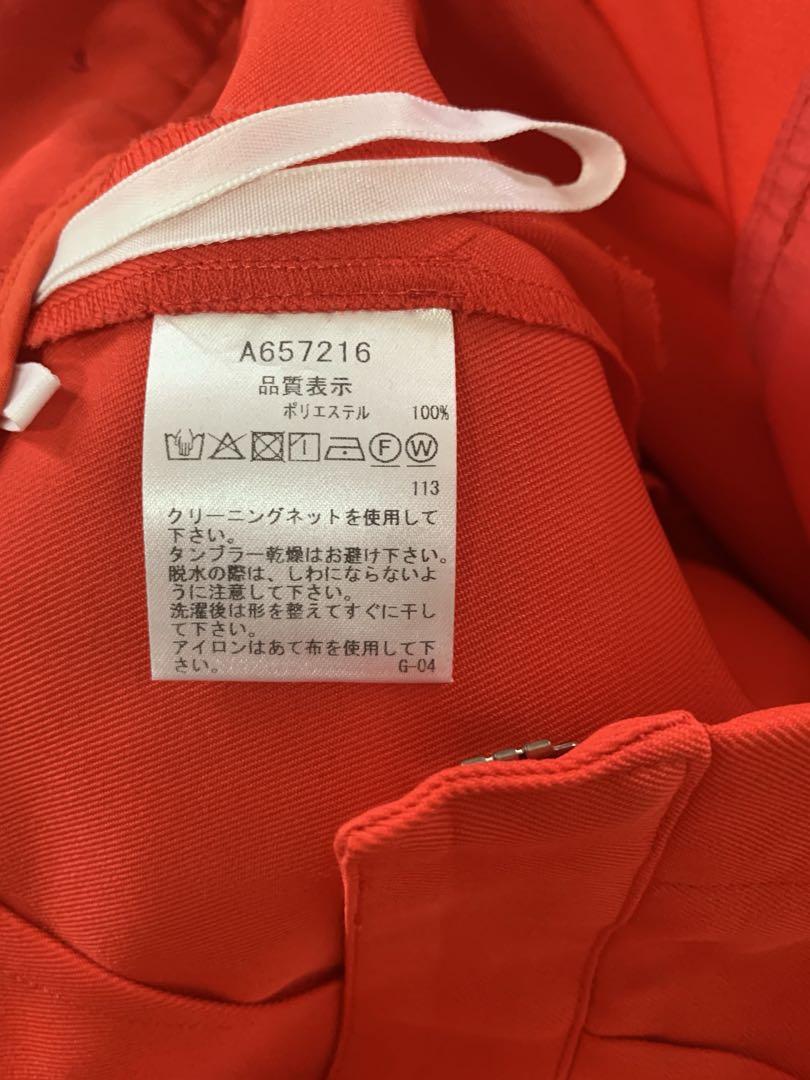 A657216
品質表示
ポリエステル 100%
F W
113
クリーニングネットを使用して
下さい。
タンブラー乾燥はお避け下さい。
脱水の際は、しわにならないよ
うに注意して下さい。
洗濯後は形を整えてすぐに干し
て下さい。
アイロンはあて布を使用して下
さい。 G-04